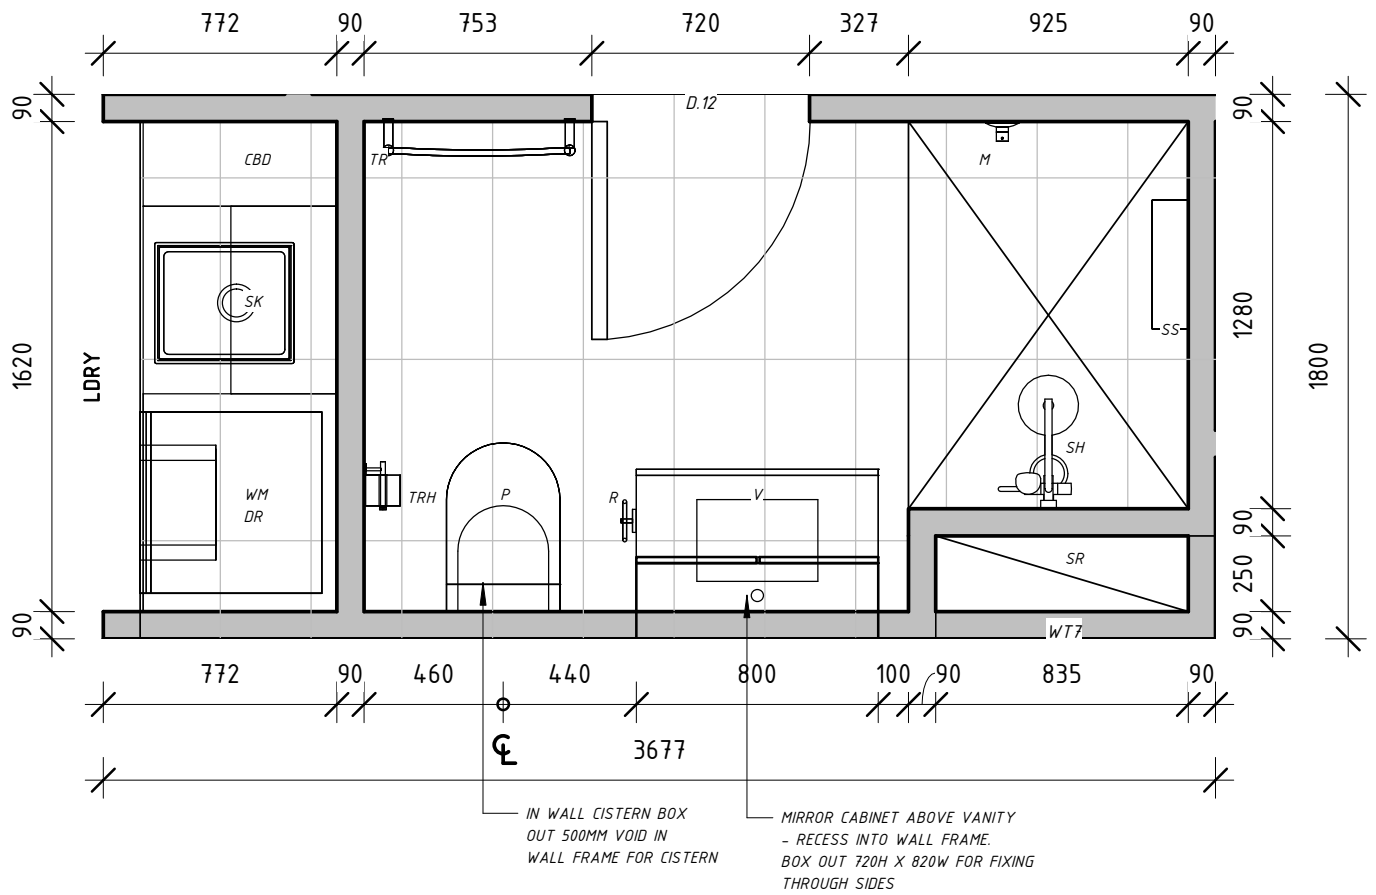 772 90 753 720 327 925 90
90
D.12
90
CBD
TR
M
SK
1620
LDRY
1280
1800
SS
SH
WM
DR
TRH
P
R
V
90
SR
250
90
WT7
90
772 90 460 440 800 100 90 835 90
℄
3677
IN WALL CISTERN BOX
OUT 500MM VOID IN
WALL FRAME FOR CISTERN
MIRROR CABINET ABOVE VANITY
- RECESS INTO WALL FRAME.
BOX OUT 720H X 820W FOR FIXING
THROUGH SIDES